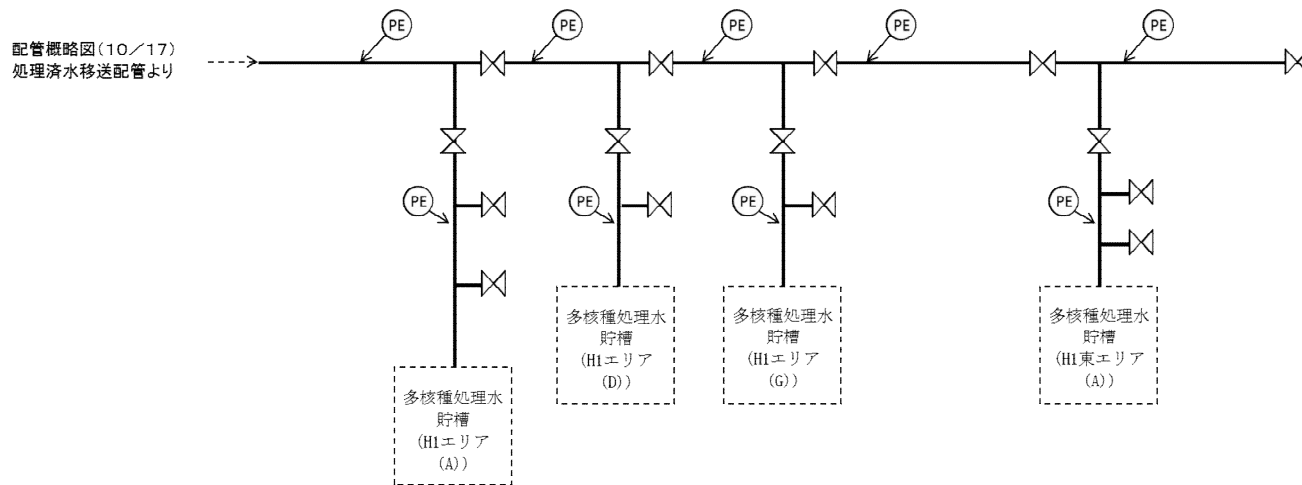 PE
PE
PE
PE
PE
配管概略図(10/17)
処理済水移送配管より
PE
PE
PE
PE
多核種処理水
貯槽
(H1エリア
(A))
多核種処理水
貯槽
(H1エリア
(D))
多核種処理水
貯槽
(H1エリア
(G))
多核種処理水
貯槽
(H1東エリア
(A))